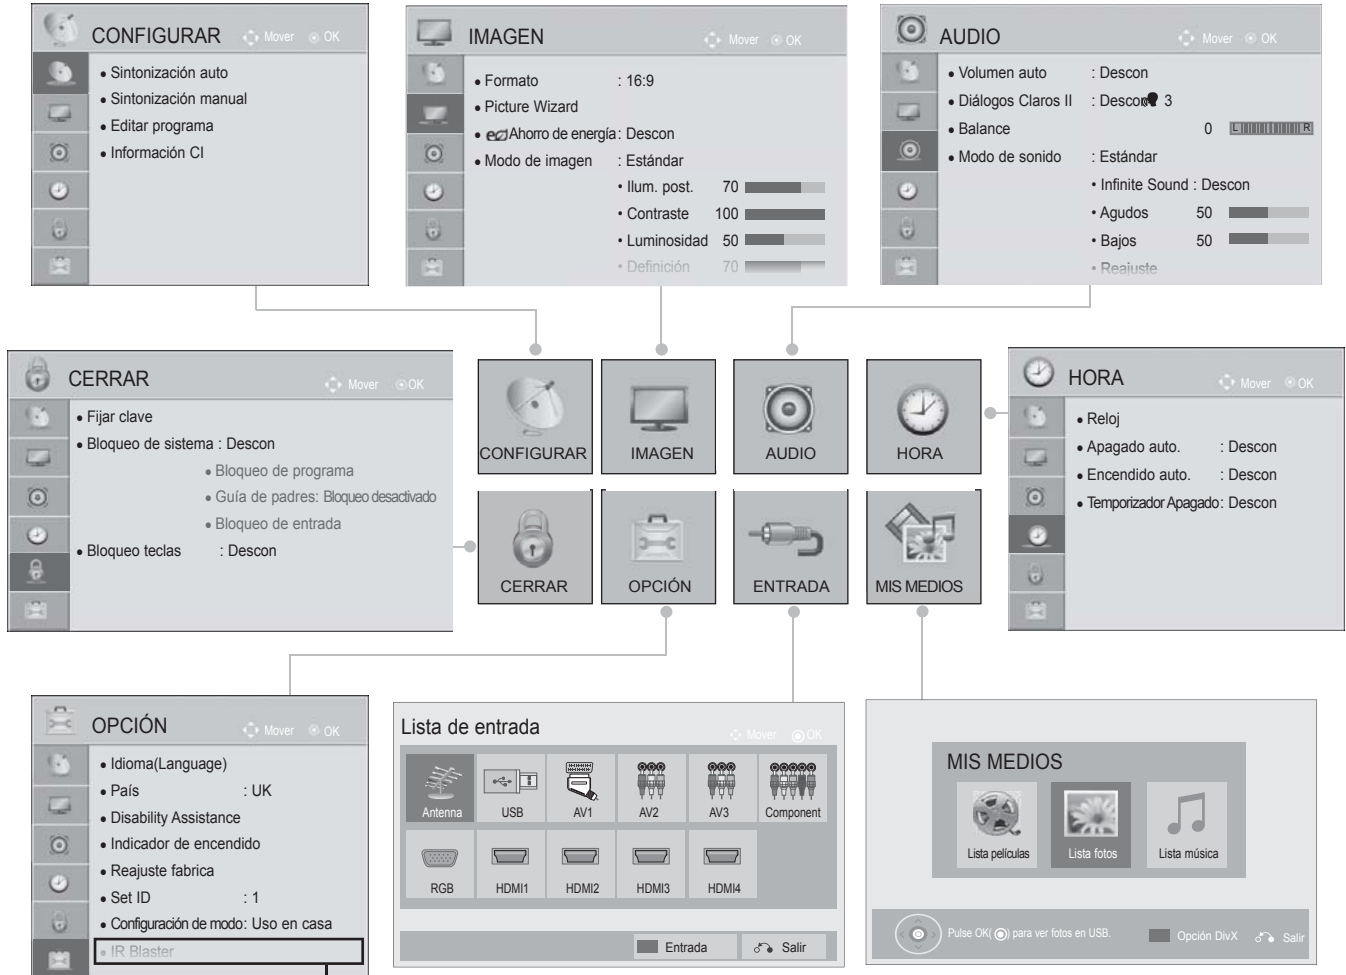 CONFIGURAR Mover OK
• Sintonización auto
• Sintonización manual
• Editar programa
• Información CI
IMAGEN Mover OK
• Formato : 16:9
• Picture Wizard
• eco Ahorro de energía : Descon
• Modo de imagen : Estándar
• Ilum. post. 70
• Contraste 100
• Luminosidad 50
• Definición 70
AUDIO Mover OK
• Volumen auto : Descon
• Diálogos Claros II : Descon 3
• Balance 0 L R
• Modo de sonido : Estándar
• Infinite Sound : Descon
• Agudos 50
• Bajos 50
• Reajuste
CERRAR Mover OK
• Fijar clave
• Bloqueo de sistema : Descon
• Bloqueo de programa
• Guía de padres: Bloqueo desactivado
• Bloqueo de entrada
• Bloqueo teclas : Descon
CONFIGURAR
IMAGEN
AUDIO
HORA
CERRAR
OPCIÓN
ENTRADA
MIS MEDIOS
HORA Mover OK
• Reloj
• Apagado auto. : Descon
• Encendido auto. : Descon
• Temporizador Apagado : Descon
OPCIÓN Mover OK
• Idioma(Language)
• País : UK
• Disability Assistance
• Indicador de encendido
• Reajuste fabrica
• Set ID : 1
• Configuración de modo : Uso en casa
• IR Blaster
Lista de entrada Mover OK
Antenna USB AV1 AV2 AV3 Component
RGB HDMI1 HDMI2 HDMI3 HDMI4
Entrada Salir
MIS MEDIOS
Lista películas Lista fotos Lista música
Pulse OK( ) para ver fotos en USB. Opción DivX Salir